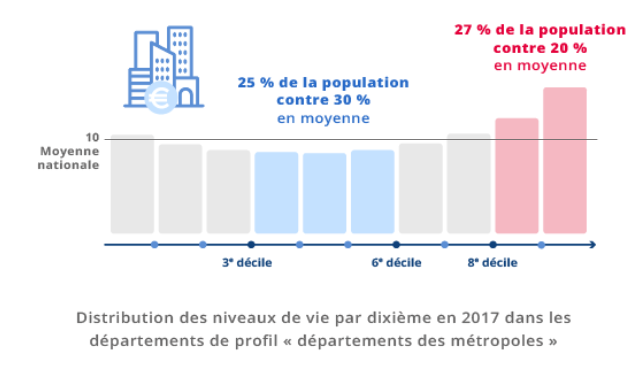 27 % de la population
contre 20 %
en moyenne
25 % de la population
contre 30 %
en moyenne
€
10
Moyenne
nationale
3e décile
6e décile
8e décile
Distribution des niveaux de vie par dixième en 2017 dans les
départements de profil « départements des métropoles »